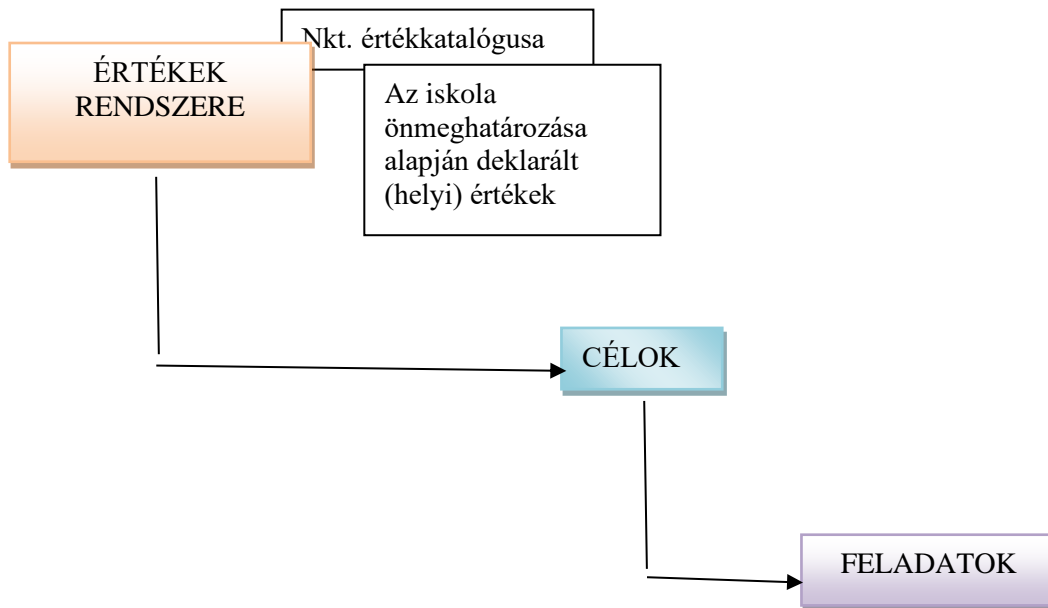 Nkt. értékkatalógusa
ÉRTÉKEK
RENDSZERE
Az iskola
önmeghatározása
alapján deklarált
(helyi) értékek
CÉLOK
FELADATOK